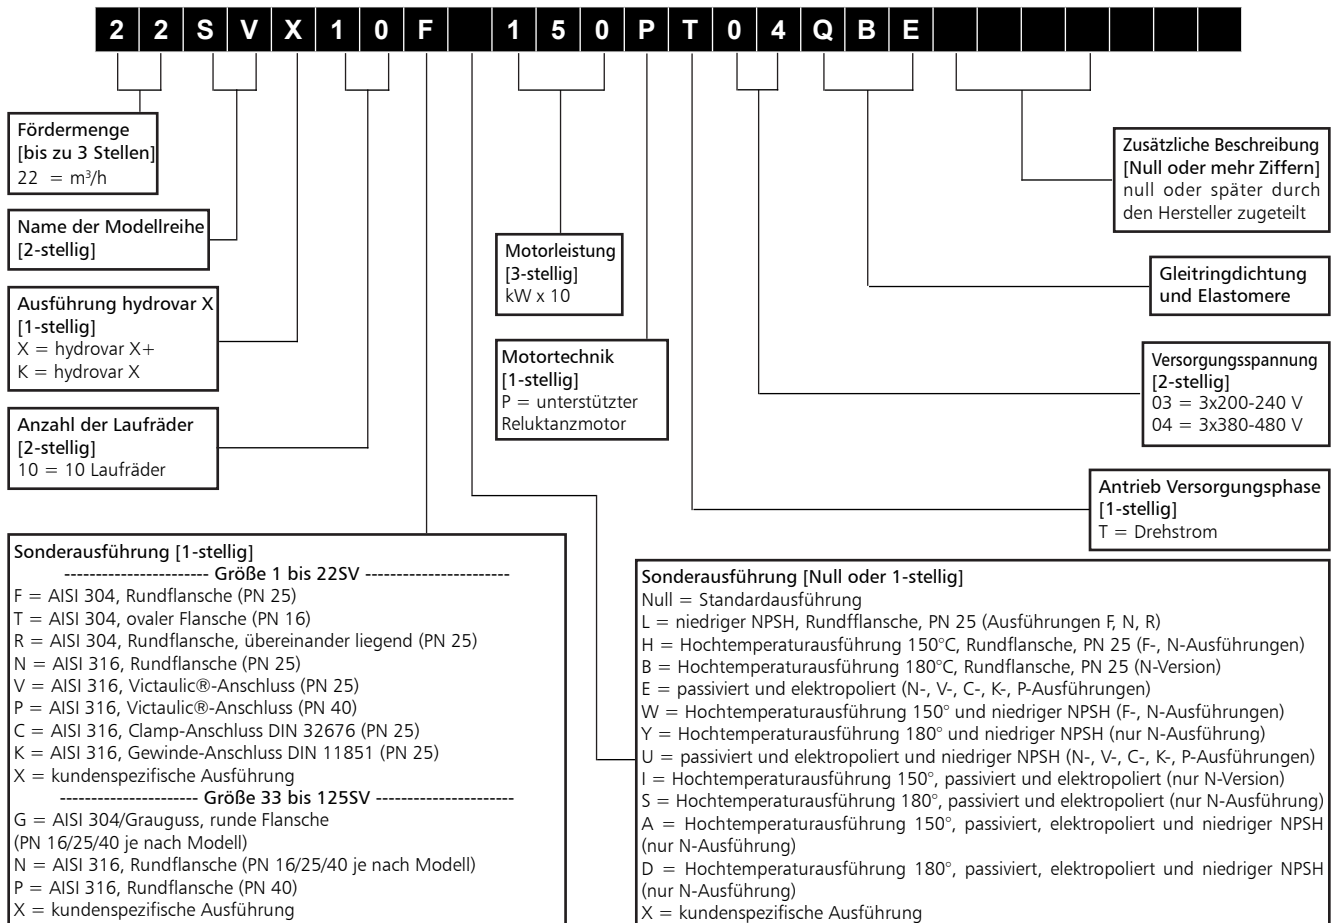 22SVX10F 150PT04QBE
Fördermenge
[bis zu 3 Stellen]
22 = m³/h
Name der Modellreihe
[2-stellig]
Ausführung hydrovar X
[1-stellig]
X = hydrovar X+
K = hydrovar X
Anzahl der Laufräder
[2-stellig]
10 = 10 Laufräder
Motorleistung
[3-stellig]
kW x 10
Motortechnik
[1-stellig]
P = unterstützter
Reluktanzmotor
Zusätzliche Beschreibung
[Null oder mehr Ziffern]
null oder später durch
den Hersteller zugeteilt
Gleitringdichtung
und Elastomere
Versorgungsspannung
[2-stellig]
03 = 3x200-240 V
04 = 3x380-480 V
Antrieb Versorgungsphase
[1-stellig]
T = Drehstrom
Sonderausführung [1-stellig]
----------------------- Größe 1 bis 22SV -----------------------
F = AISI 304, Rundflansche (PN 25)
T = AISI 304, ovaler Flansche (PN 16)
R = AISI 304, Rundflansche, übereinander liegend (PN 25)
N = AISI 316, Rundflansche (PN 25)
V = AISI 316, Victaulic®-Anschluss (PN 25)
P = AISI 316, Victaulic®-Anschluss (PN 40)
C = AISI 316, Clamp-Anschluss DIN 32676 (PN 25)
K = AISI 316, Gewinde-Anschluss DIN 11851 (PN 25)
X = kundenspezifische Ausführung
---------------------- Größe 33 bis 125SV ----------------------
G = AISI 304/Grauguss, runde Flansche
(PN 16/25/40 je nach Modell)
N = AISI 316, Rundflansche (PN 16/25/40 je nach Modell)
P = AISI 316, Rundflansche (PN 40)
X = kundenspezifische Ausführung
Sonderausführung [Null oder 1-stellig]
Null = Standardausführung
L = niedriger NPSH, Rundfflansche, PN 25 (Ausführungen F, N, R)
H = Hochtemperaturausführung 150°C, Rundflansche, PN 25 (F-, N-Ausführungen)
B = Hochtemperaturausführung 180°C, Rundflansche, PN 25 (N-Version)
E = passiviert und elektropoliert (N-, V-, C-, K-, P-Ausführungen)
W = Hochtemperaturausführung 150° und niedriger NPSH (F-, N-Ausführungen)
Y = Hochtemperaturausführung 180° und niedriger NPSH (nur N-Ausführung)
U = passiviert und elektropoliert und niedriger NPSH (N-, V-, C-, K-, P-Ausführungen)
I = Hochtemperaturausführung 150°, passiviert und elektropoliert (nur N-Version)
S = Hochtemperaturausführung 180°, passiviert und elektropoliert (nur N-Ausführung)
A = Hochtemperaturausführung 150°, passiviert, elektropoliert und niedriger NPSH
(nur N-Ausführung)
D = Hochtemperaturausführung 180°, passiviert, elektropoliert und niedriger NPSH
(nur N-Ausführung)
X = kundenspezifische Ausführung